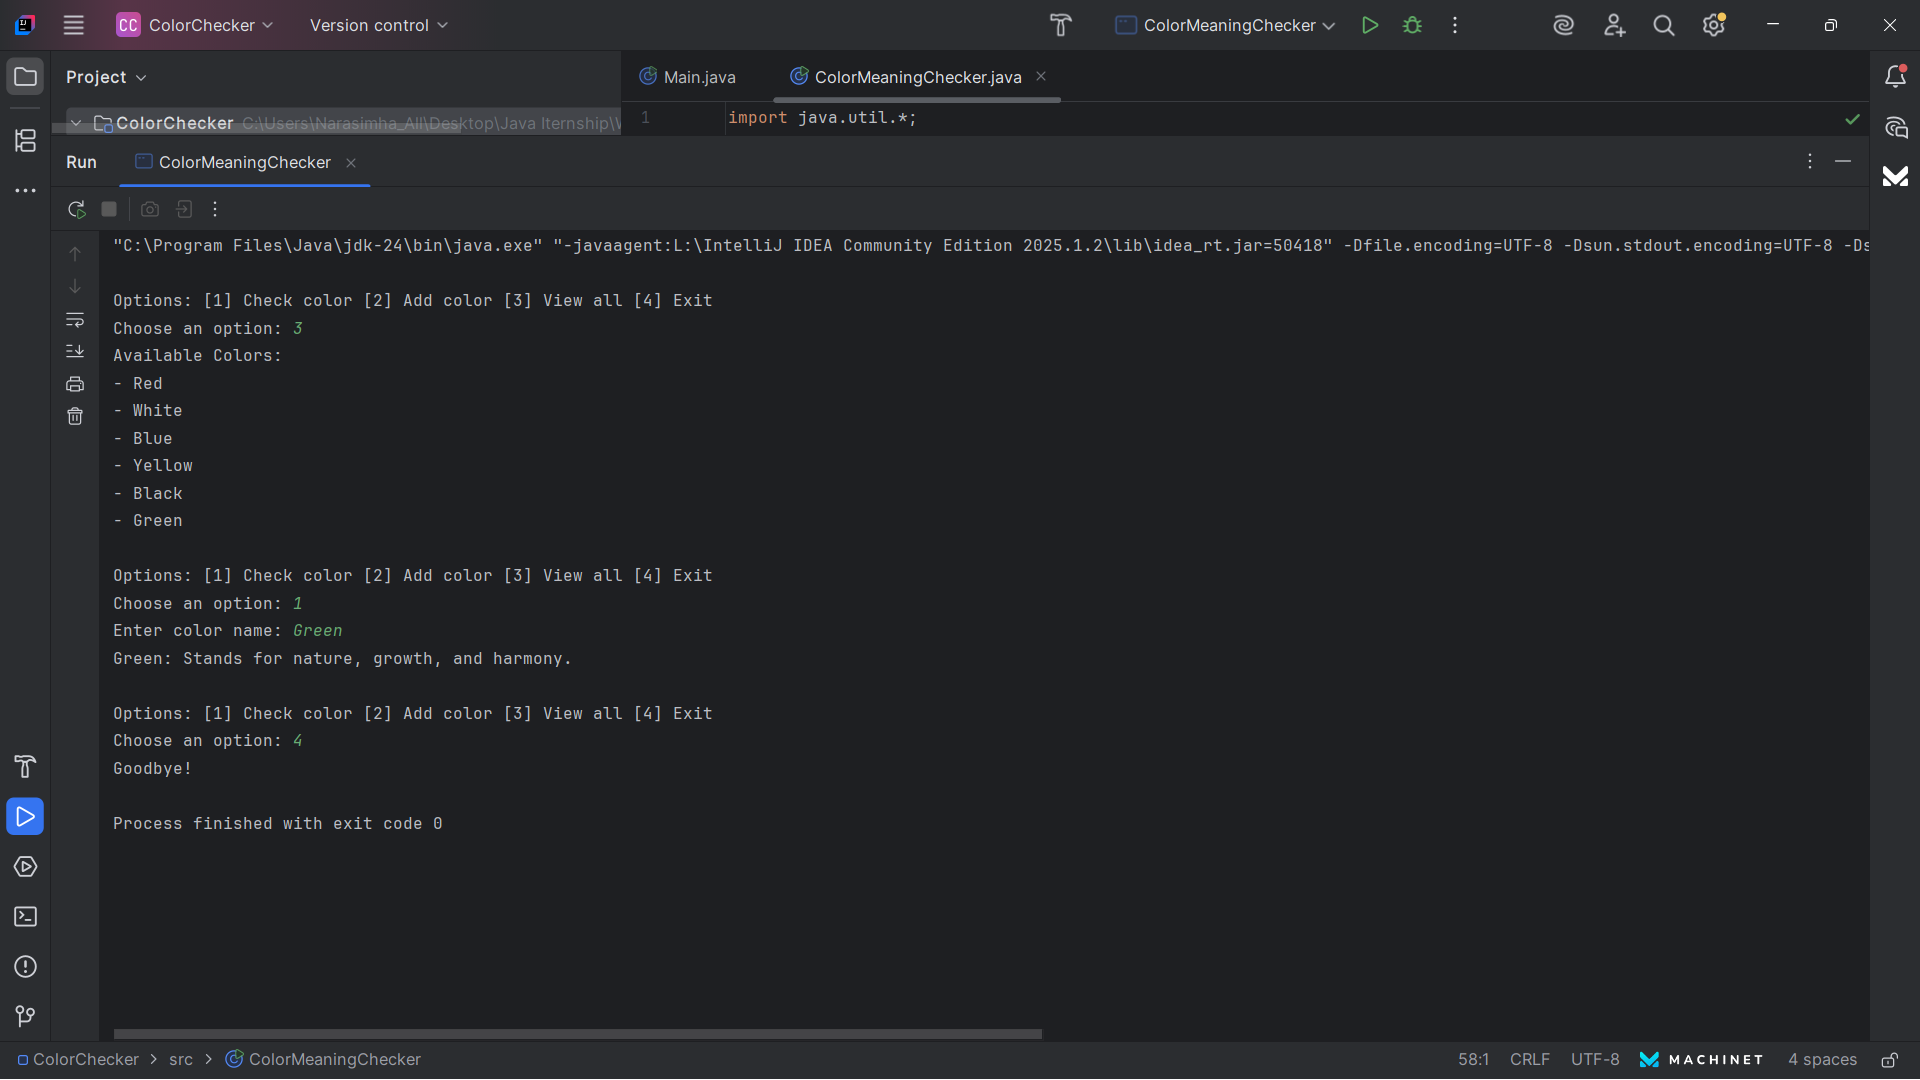 CC ColorChecker Version control ColorMeaningChecker
Project
Main.java ColorMeaningChecker.java
ColorChecker C:\Users\Narasimha_All\Desktop\Java Iternship\
1 import java.util.*;
Run ColorMeaningChecker
"C:\Program Files\Java\jdk-24\bin\java.exe" "-javaagent:L:\IntelliJ IDEA Community Edition 2025.1.2\lib\idea_rt.jar=50418" -Dfile.encoding=UTF-8 -Dsun.stdout.encoding=UTF-8 -Ds
Options: [1] Check color [2] Add color [3] View all [4] Exit
Choose an option: 3
Available Colors:
- Red
- White
- Blue
- Yellow
- Black
- Green
Options: [1] Check color [2] Add color [3] View all [4] Exit
Choose an option: 1
Enter color name: Green
Green: Stands for nature, growth, and harmony.
Options: [1] Check color [2] Add color [3] View all [4] Exit
Choose an option: 4
Goodbye!
Process finished with exit code 0
ColorChecker > src > ColorMeaningChecker 58:1 CRLF UTF-8 MACHINET 4 spaces